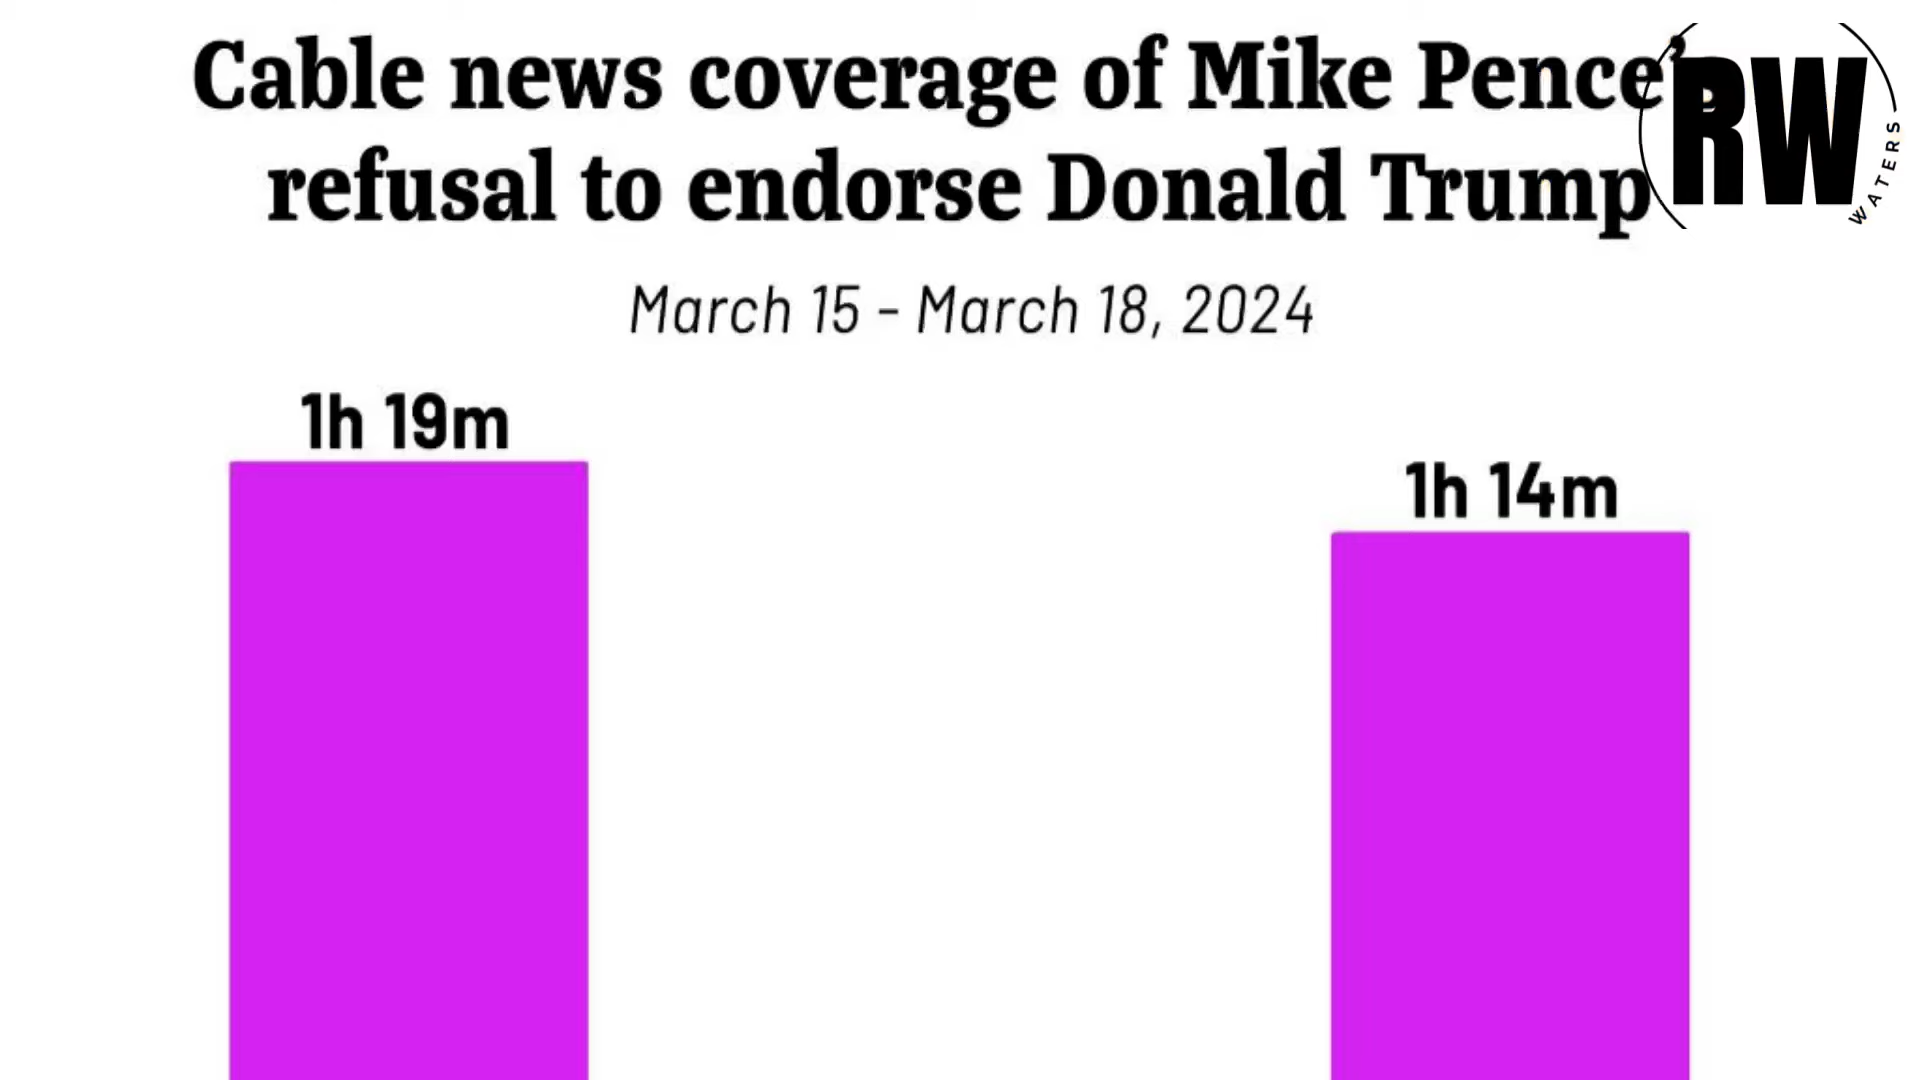 Cable news coverage of Mike Pence’
refusal to endorse Donald Trump
March 15 - March 18, 2024
1h 19m
1h 14m
RW
WATERS